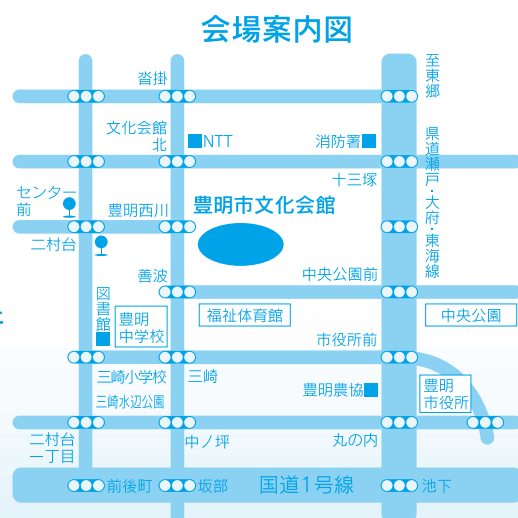 会場案内図
沓掛
至東郷
文化会館
北
NTT
消防署
県道瀬戸・大府・東海線
十三塚
センター
前
豊明西川
豊明市文化会館
二村台
善波
中央公園前
図書館
豊明
中学校
福祉体育館
中央公園
市役所前
三崎小学校
三崎
三崎水辺公園
豊明農協
豊明
市役所
二村台
一丁目
中ノ坪
丸の内
前後町
坂部
国道1号線
池下